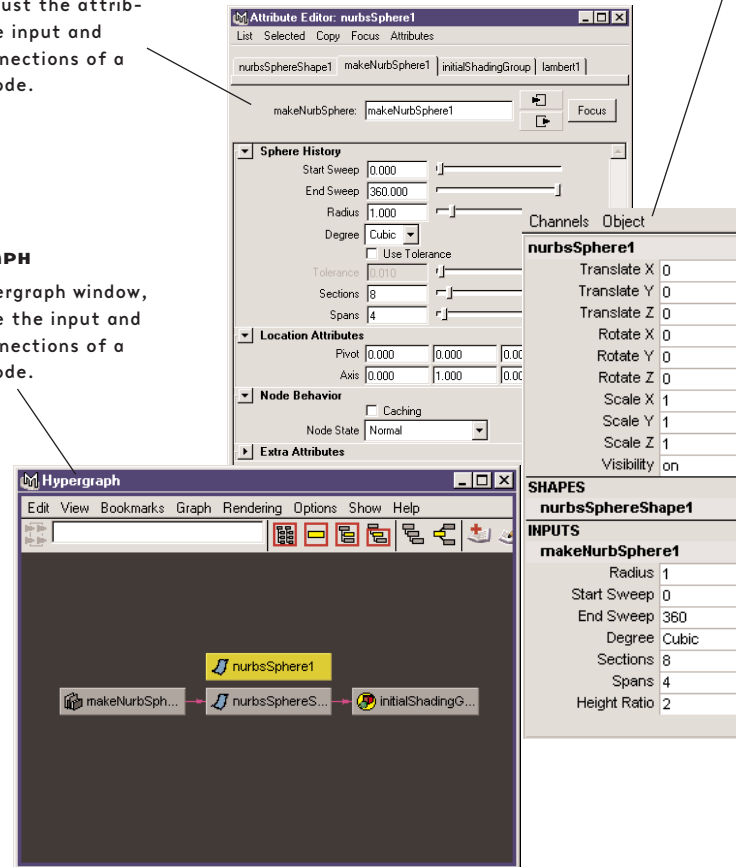 ust the attrib-
e input and
nections of a
ode.
APH
ergraph window,
e the input and
nections of a
ode.
Attribute Editor: nurbsSphere1
List Selected Copy Focus Attributes
nurbsSphereShape1 makeNurbSphere1 initialShadingGroup lambert1
makeNurbSphere: makeNurbSphere1 Focus
Sphere History
Start Sweep 0.000
End Sweep 360.000
Radius 1.000
Degree Cubic
Use Tolerance
Tolerance 0.010
Sections 8
Spans 4
Location Attributes
Pivot 0.000 0.000 0.00
Axis 0.000 1.000 0.00
Node Behavior
Caching
Node State Normal
Extra Attributes
Channels Object
nurbsSphere1
Translate X 0
Translate Y 0
Translate Z 0
Rotate X 0
Rotate Y 0
Rotate Z 0
Scale X 1
Scale Y 1
Scale Z 1
Visibility on
SHAPES
nurbsSphereShape1
INPUTS
makeNurbSphere1
Radius 1
Start Sweep 0
End Sweep 360
Degree Cubic
Sections 8
Spans 4
Height Ratio 2
Hypergraph
Edit View Bookmarks Graph Rendering Options Show Help
nurbsSphere1
makeNurbSph... nurbsSphereS... initialShadingG...